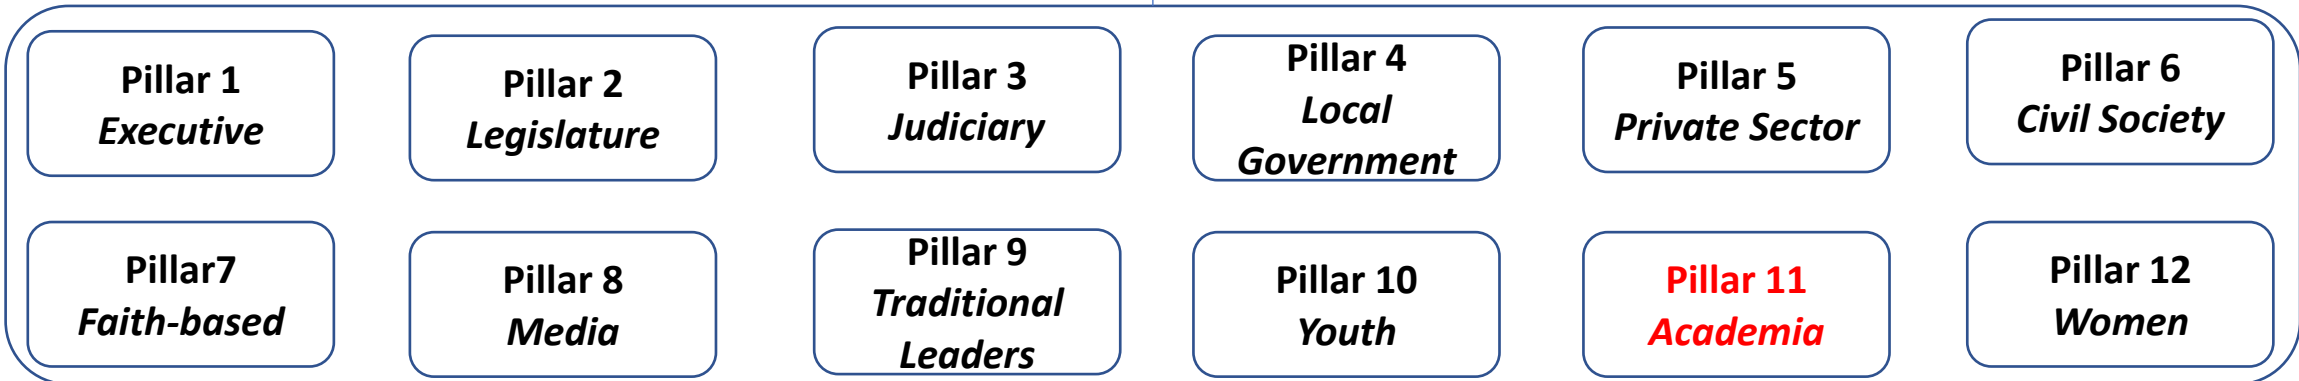 Pillar 1
Executive
Pillar 2
Legislature
Pillar 3
Judiciary
Pillar 4
Local
Government
Pillar 5
Private Sector
Pillar 6
Civil Society
Pillar7
Faith-based
Pillar 8
Media
Pillar 9
Traditional
Leaders
Pillar 10
Youth
Pillar 11
Academia
Pillar 12
Women